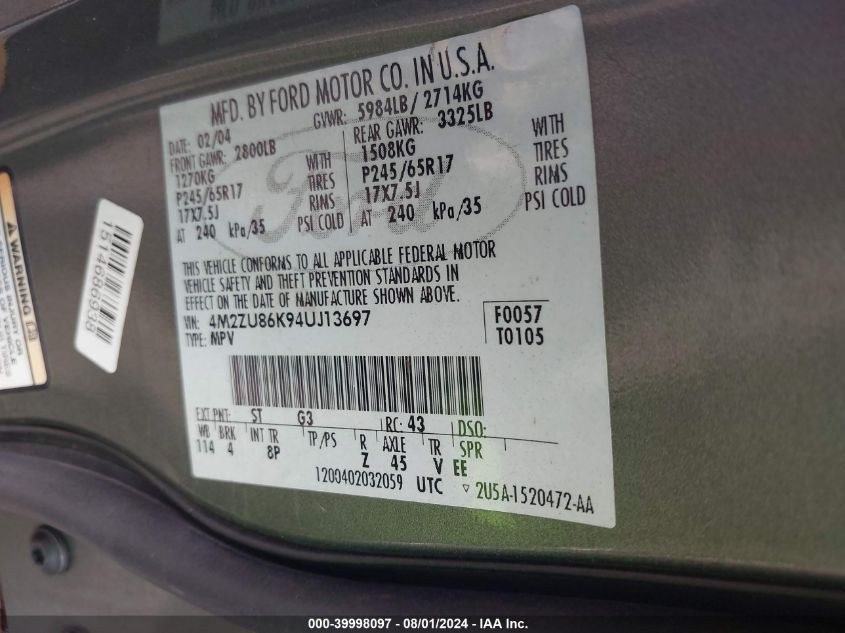 MFD. BY FORD MOTOR CO. IN U.S.A.
DATE: 02/04 GVWR: 5984LB/ 2714KG
FRONT GAWR: 2800LB REAR GAWR: 3325LB
1270KG WITH 1508KG WITH
P245/65R17 TIRES P245/65R17 TIRES
17X7.5J RIMS 17X7.5J RIMS
AT 240 kPa/35 PSI COLD AT 240 kPa/35 PSI COLD
Ford
THIS VEHICLE CONFORMS TO ALL APPLICABLE FEDERAL MOTOR
VEHICLE SAFETY AND THEFT PREVENTION STANDARDS IN
EFFECT ON THE DATE OF MANUFACTURE SHOWN ABOVE.
VIN: 4M2ZU86K94UJ13697 F0057
TYPE: MPV T0105
EXT PNT: ST G3 RC: 43 DSO:
WB BRK INT TR TP/PS R AXLE TR SPR
114 4 8P Z 45 V EE
1200402032059 UTC ▽ 2U5A-1520472-AA
1514686938
000-39998097 - 08/01/2024 - IAA Inc.